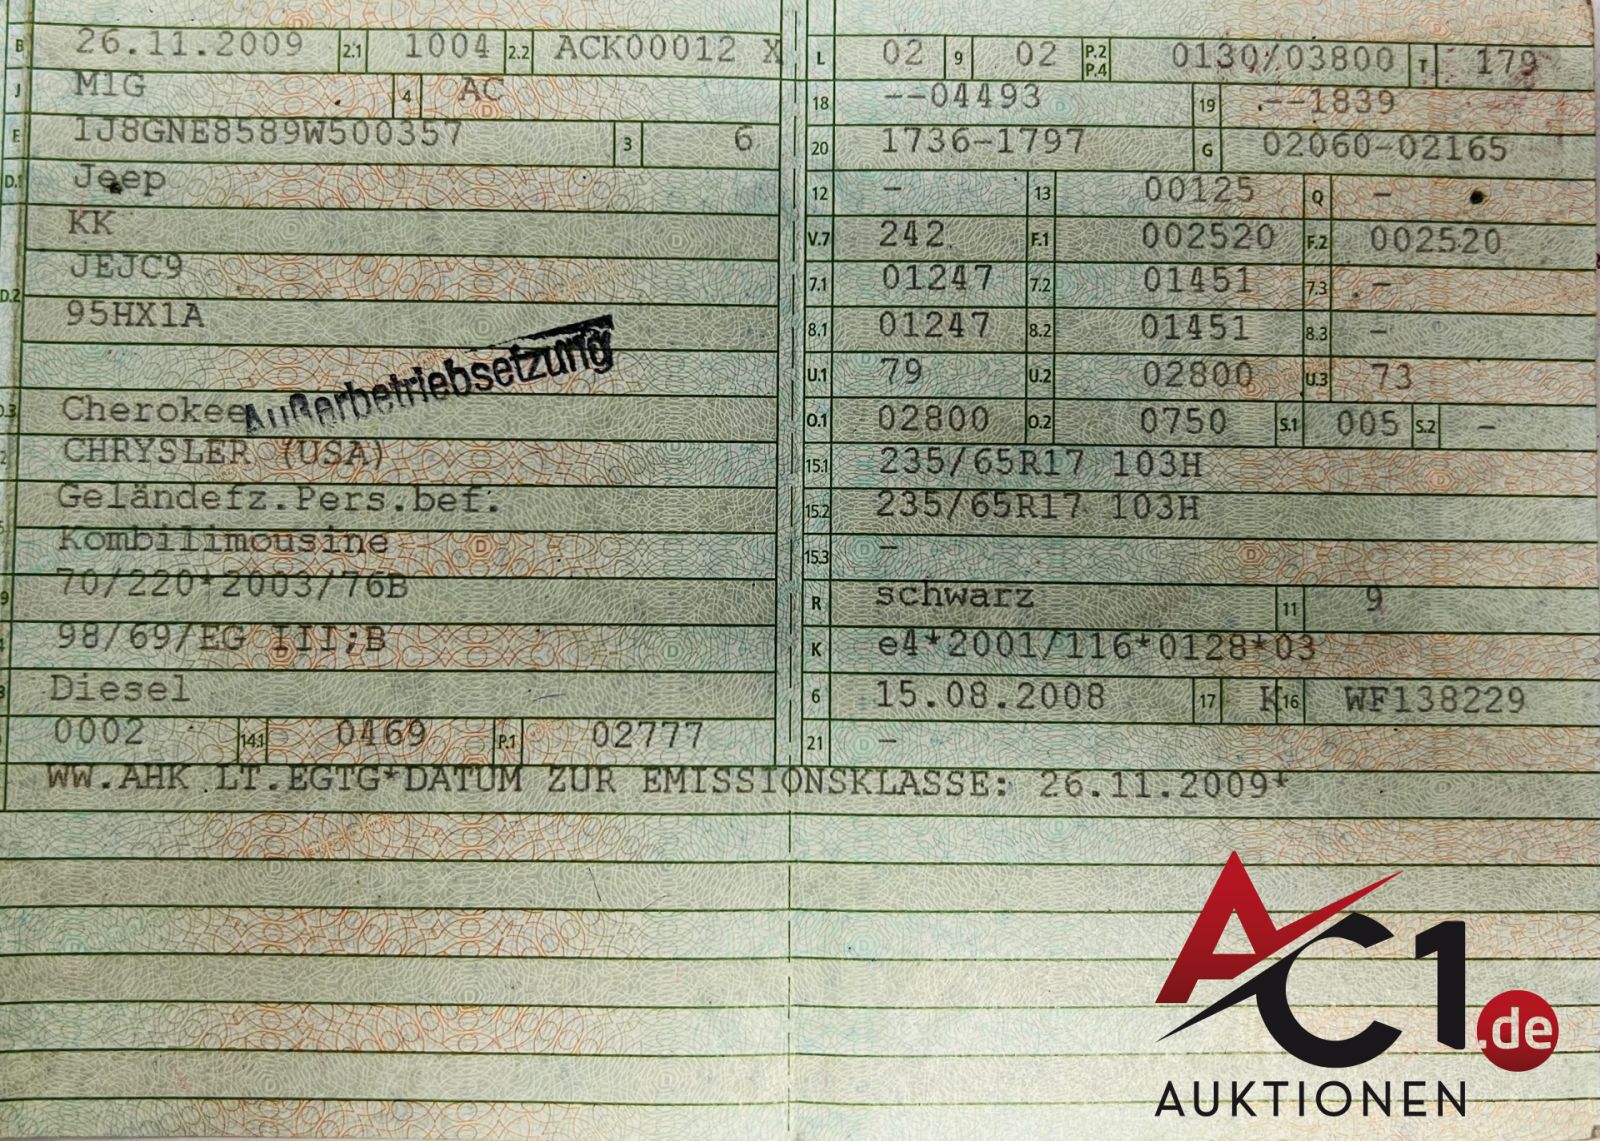 B 26.11.2009 2.1 1004 2.2 ACK00012 X
J M1G 4 AC
E 1J8GNE8589W500357 3 6
D.1 Jeep
KK
JEJC9
D.2 95HX1A
Außerbetriebsetzung
Cherokee
CHRYSLER (USA)
Geländefz.Pers.bef.
Kombilimousine
70/220*2003/76B
98/69/EG III;B
Diesel
0002 14.1 0469 P.1 02777
L 02 9 02 P.2 P.4 0130/03800 T 179
18 --04493 19 --1839
20 1736-1797 G 02060-02165
12 - 13 00125 Q -
V.7 242 F.1 002520 F.2 002520
7.1 01247 7.2 01451 7.3 -
8.1 01247 8.2 01451 8.3 -
U.1 79 U.2 02800 U.3 73
O.1 02800 O.2 0750 S.1 005 S.2 -
15.1 235/65R17 103H
15.2 235/65R17 103H
15.3 -
R schwarz 11 9
K e4*2001/116*0128*03
6 15.08.2008 17 K 16 WF138229
21 -
WW.AHK LT.EGTG*DATUM ZUR EMISSIONSKLASSE: 26.11.2009*
AC1.de
AUKTIONEN